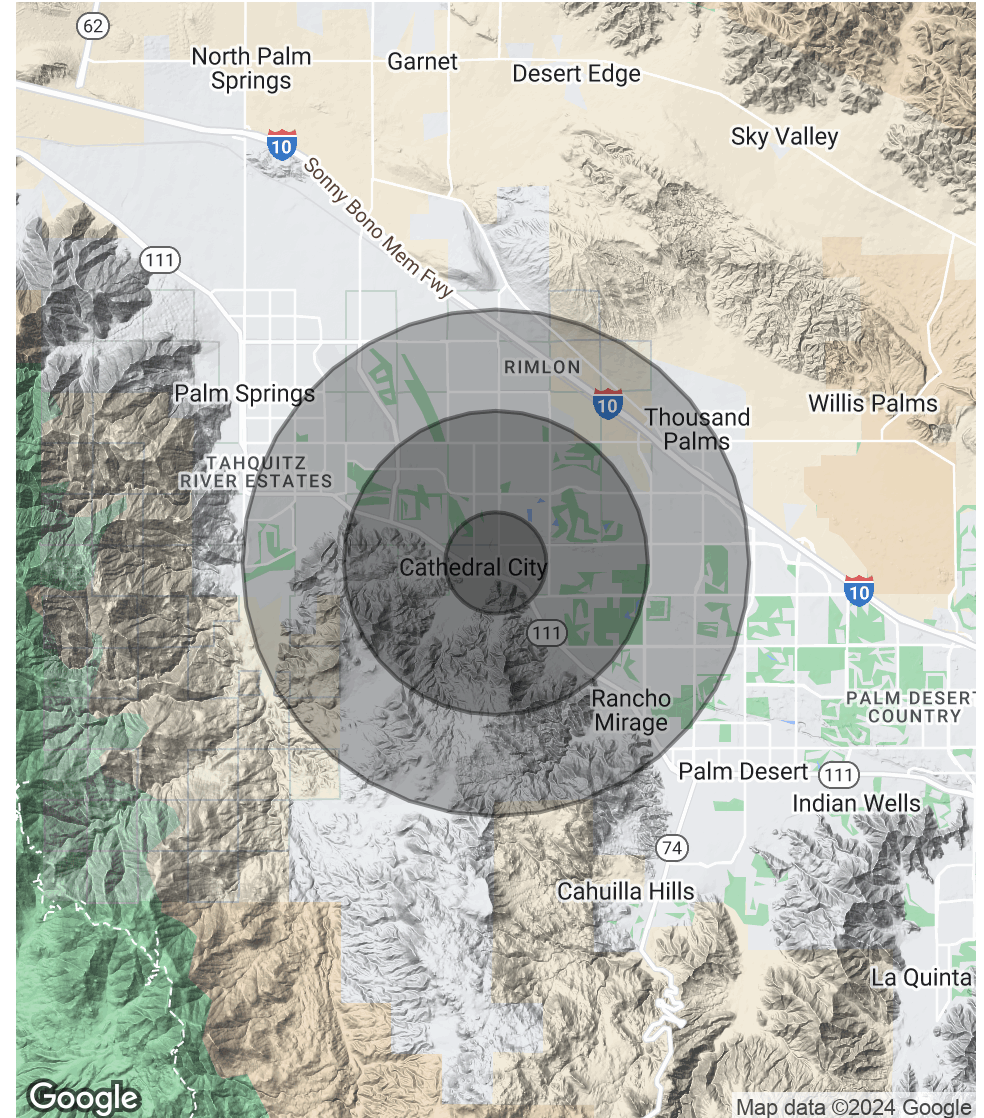 62
North Palm
Springs
Garnet
Desert Edge
Sky Valley
10
Sonny Bono Mem Fwy
111
RIMLON
Palm Springs
10
Thousand
Palms
Willis Palms
TAHQUITZ
RIVER ESTATES
Cathedral City
10
111
Rancho
Mirage
PALM DESERT
COUNTRY
Palm Desert
111
Indian Wells
74
Cahuilla Hills
La Quinta
Google
Map data ©2024 Google